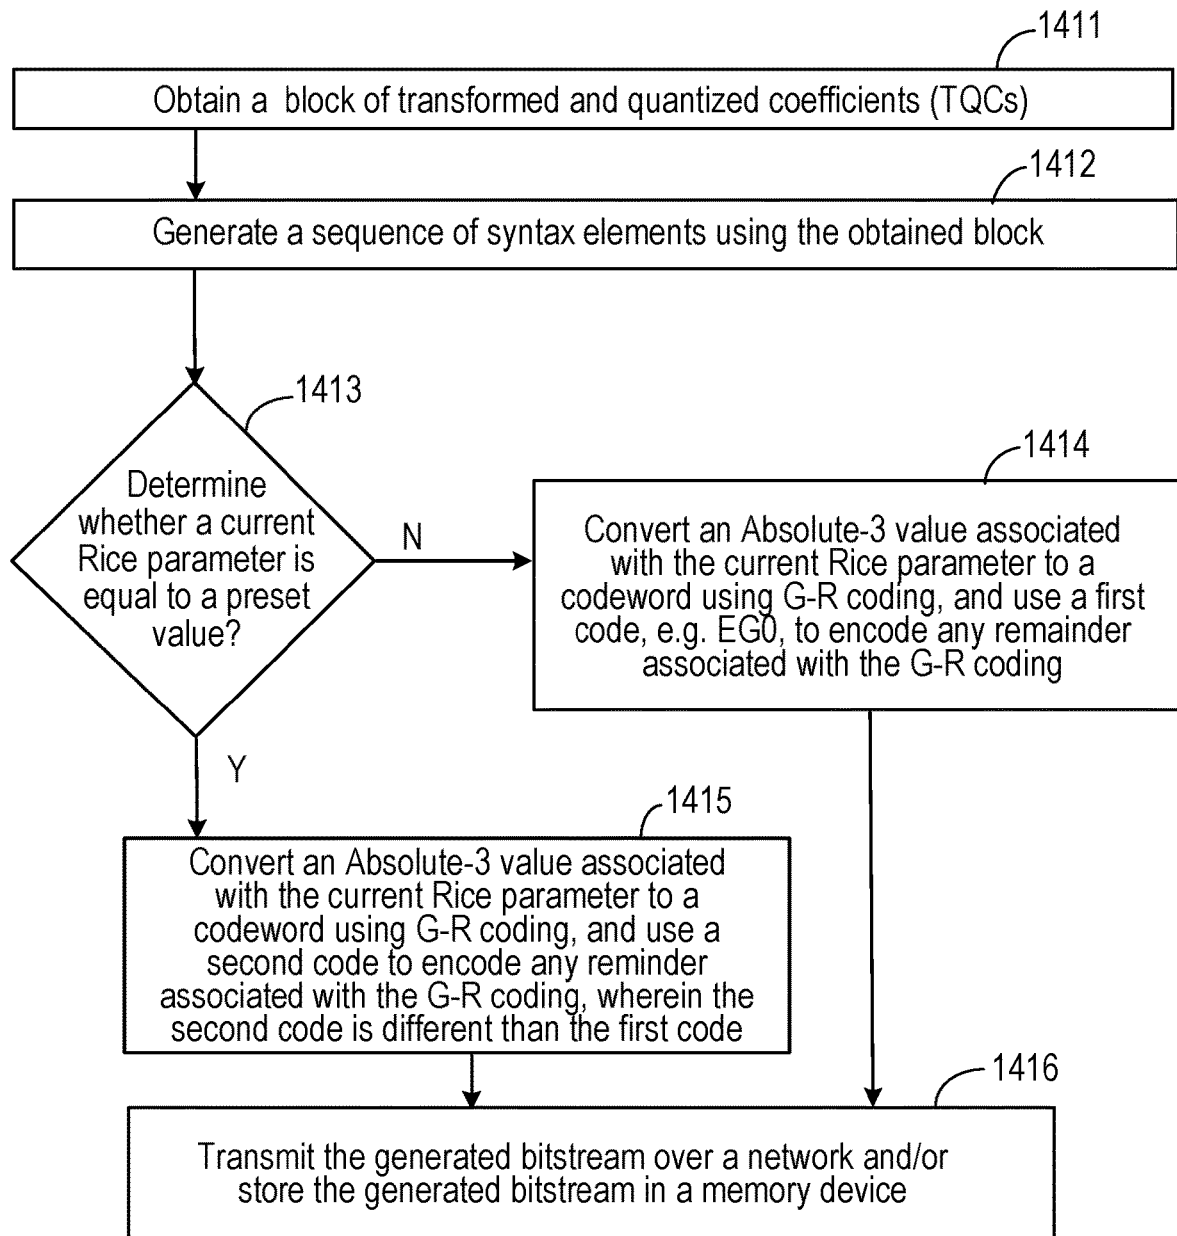 1411
Obtain a block of transformed and quantized coefficients (TQCs)
1412
Generate a sequence of syntax elements using the obtained block
1413
Determine
whether a current
Rice parameter is
equal to a preset
value?
N
1414
Convert an Absolute-3 value associated
with the current Rice parameter to a
codeword using G-R coding, and use a first
code, e.g. EG0, to encode any remainder
associated with the G-R coding
Y
1415
Convert an Absolute-3 value associated
with the current Rice parameter to a
codeword using G-R coding, and use a
second code to encode any reminder
associated with the G-R coding, wherein the
second code is different than the first code
1416
Transmit the generated bitstream over a network and/or
store the generated bitstream in a memory device